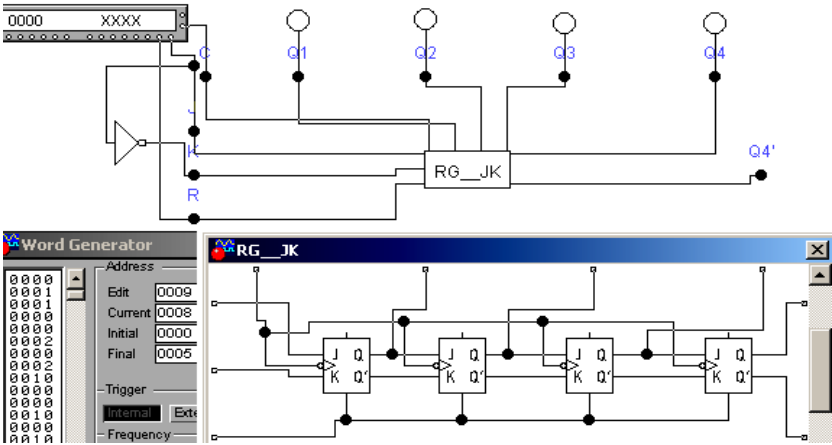 0000 XXXX
C Q1 Q2 Q3 Q4
J
K
Q4'
RG__JK
R
Word Generator
RG__JK
Address
0000
0001
0001
0000
0000
0002
0000
0002
0010
0000
0000
0010
0000
0010
Edit 0009
Current 0008
Initial 0000
Final 0005
Trigger
Internal Exte
Frequency
J Q J Q J Q J Q
K Q' K Q' K Q' K Q'